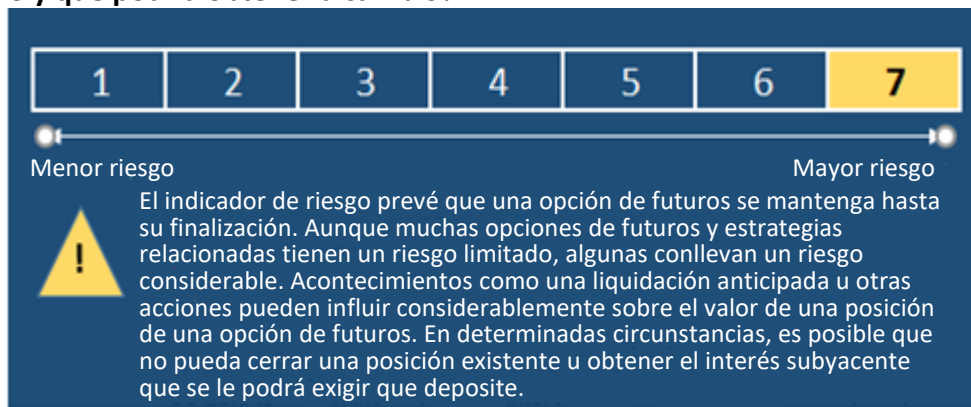 1 2 3 4 5 6 7
Menor riesgo Mayor riesgo
El indicador de riesgo prevé que una opción de futuros se mantenga hasta
su finalización. Aunque muchas opciones de futuros y estrategias
relacionadas tienen un riesgo limitado, algunas conllevan un riesgo
! considerable. Acontecimientos como una liquidación anticipada u otras
acciones pueden influir considerablemente sobre el valor de una posición
de una opción de futuros. En determinadas circunstancias, es posible que
no pueda cerrar una posición existente u obtener el interés subyacente
que se le podrá exigir que deposite.